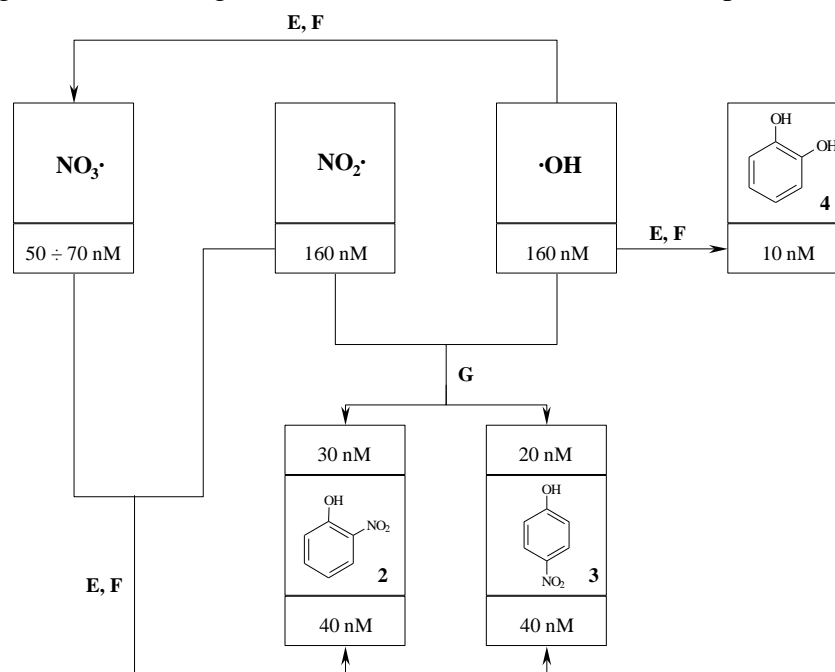 E, F
NO₃·
NO₂·
·OH
OH
OH
4
50 ÷ 70 nM
160 nM
160 nM
E, F
10 nM
G
30 nM
20 nM
OH
NO₂
2
OH
NO₂
3
E, F
40 nM
40 nM